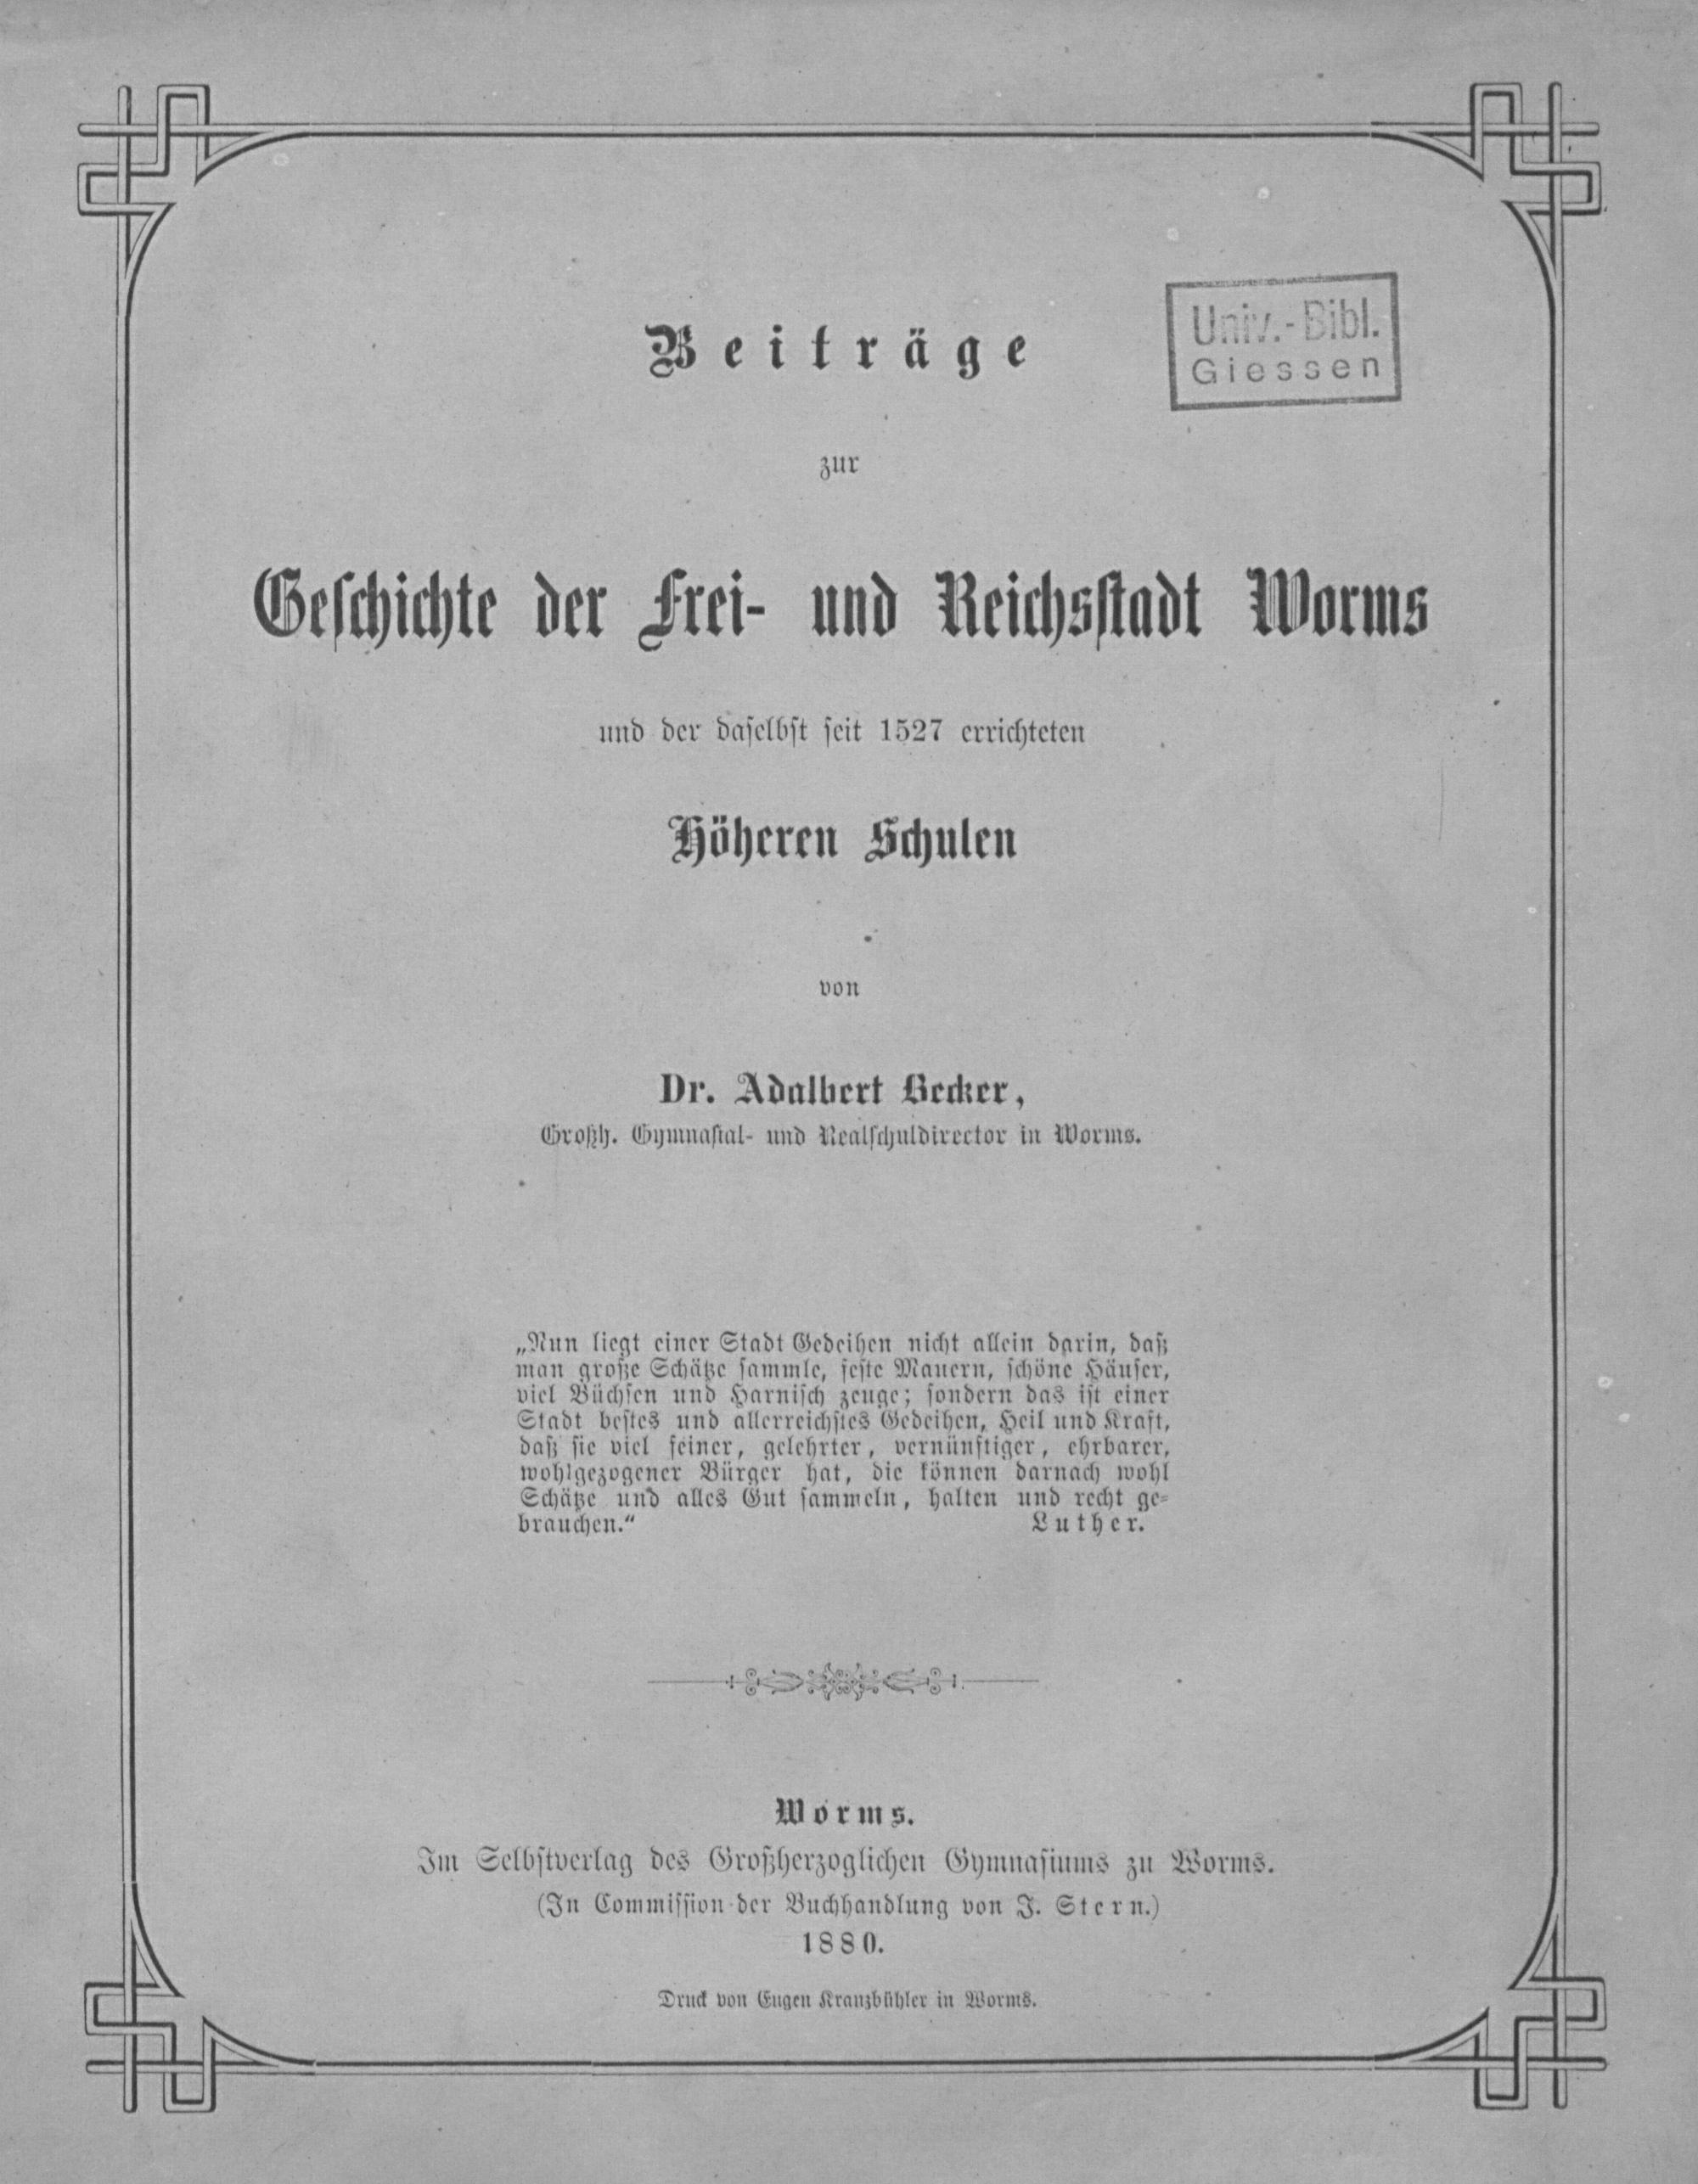 Beiträge
Univ.-Bibl.
Giessen
zur
Geschichte der Frei- und Reichsstadt Worms
und der daselbst seit 1527 errichteten
Höheren Schulen
von
Dr. Adalbert Becker,
Großh. Gymnasial- und Realschuldirector in Worms.
„Nun liegt einer Stadt Gedeihen nicht allein darin, daß
man große Schätze sammle, feste Mauern, schöne Häuser,
viel Büchsen und Harnisch zeuge; sondern das ist einer
Stadt bestes und allerreichstes Gedeihen, Heil und Kraft,
daß sie viel feiner, gelehrter, vernünftiger, ehrbarer,
wohlgezogener Bürger hat, die können darnach wohl
Schätze und alles Gut sammeln, halten und recht ge-
brauchen.“ Luther.
Worms.
Im Selbstverlag des Großherzoglichen Gymnasiums zu Worms.
(In Commission der Buchhandlung von J. Stern.)
1880.
Druck von Eugen Kranzbühler in Worms.